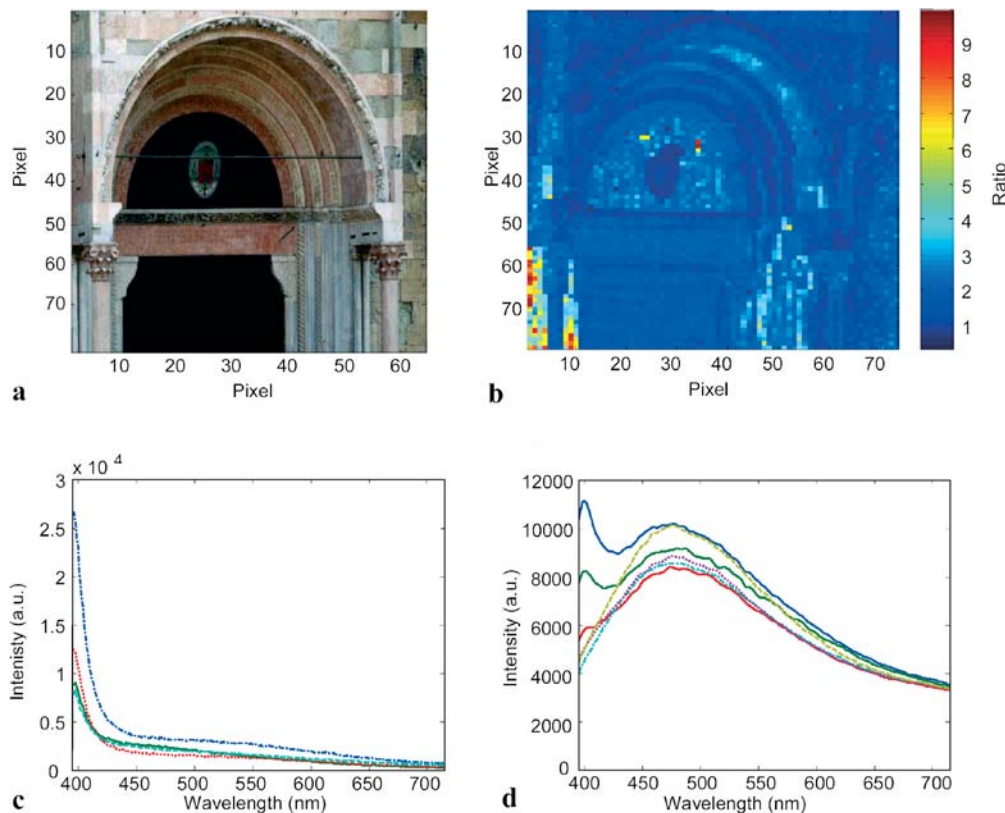 10
20
30
40
50
60
70
Pixel
10 20 30 40 50 60
Pixel
a
10
20
30
40
50
60
70
Pixel
10 20 30 40 50 60 70
Pixel
b
9
8
7
6
5
4
3
2
1
Ratio
x 10 4
3
2.5
2
1.5
1
0.5
0
Intenisty (a.u.)
400 450 500 550 600 650 700
Wavelength (nm)
c
12000
10000
8000
6000
4000
2000
0
Intensity (a.u.)
400 450 500 550 600 650 700
Wavelength (nm)
d